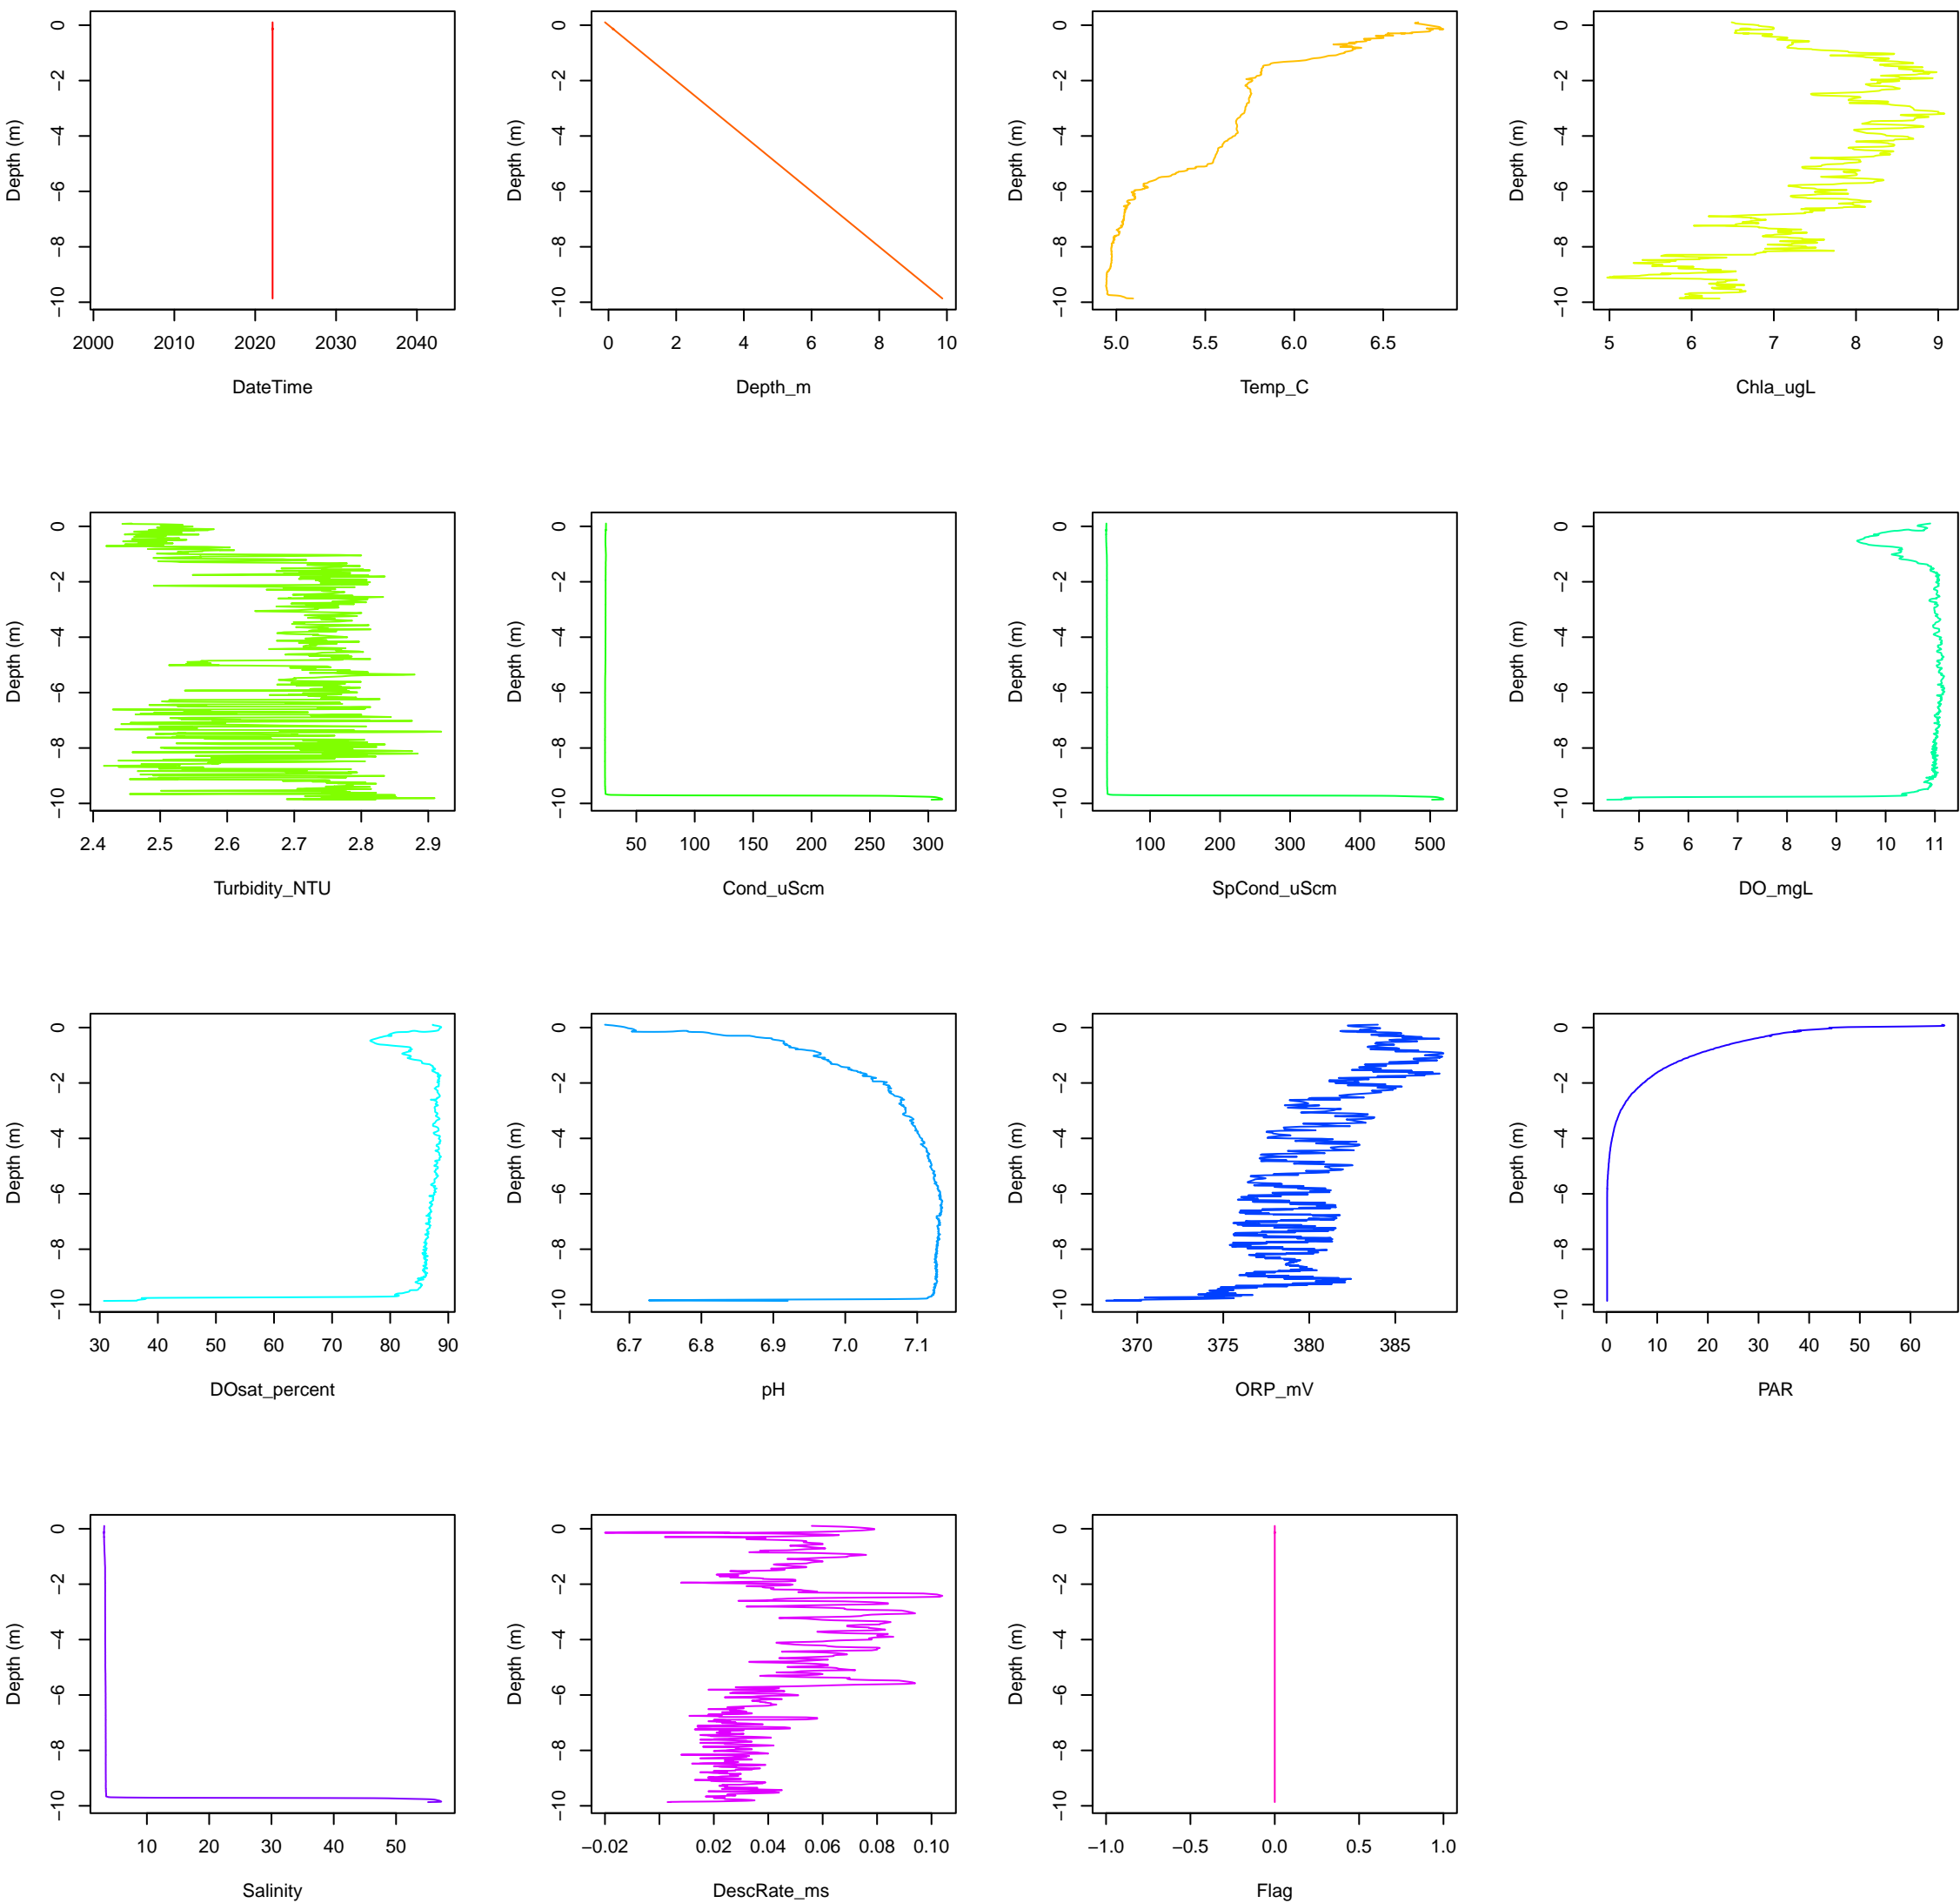 Depth (m)
0
−2
−4
−6
−8
−10
2000 2010 2020 2030 2040
DateTime
Depth (m)
0
−2
−4
−6
−8
−10
0 2 4 6 8 10
Depth_m
Depth (m)
0
−2
−4
−6
−8
−10
5.0 5.5 6.0 6.5
Temp_C
Depth (m)
0
−2
−4
−6
−8
−10
5 6 7 8 9
Chla_ugL
Depth (m)
0
−2
−4
−6
−8
−10
2.4 2.5 2.6 2.7 2.8 2.9
Turbidity_NTU
Depth (m)
0
−2
−4
−6
−8
−10
50 100 150 200 250 300
Cond_uScm
Depth (m)
0
−2
−4
−6
−8
−10
100 200 300 400 500
SpCond_uScm
Depth (m)
0
−2
−4
−6
−8
−10
5 6 7 8 9 10 11
DO_mgL
Depth (m)
0
−2
−4
−6
−8
−10
30 40 50 60 70 80 90
DOsat_percent
Depth (m)
0
−2
−4
−6
−8
−10
6.7 6.8 6.9 7.0 7.1
pH
Depth (m)
0
−2
−4
−6
−8
−10
370 375 380 385
ORP_mV
Depth (m)
0
−2
−4
−6
−8
−10
0 10 20 30 40 50 60
PAR
Depth (m)
0
−2
−4
−6
−8
−10
10 20 30 40 50
Salinity
Depth (m)
0
−2
−4
−6
−8
−10
−0.02 0.02 0.04 0.06 0.08 0.10
DescRate_ms
Depth (m)
0
−2
−4
−6
−8
−10
−1.0 −0.5 0.0 0.5 1.0
Flag